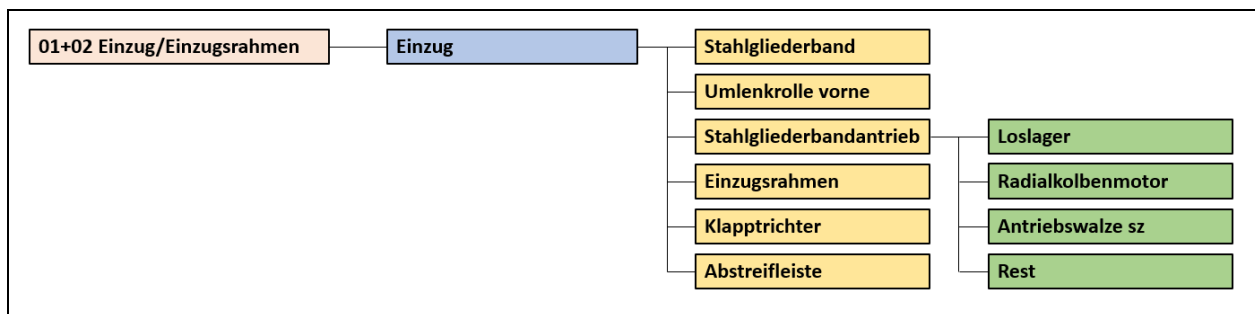 01+02 Einzug/Einzugsrahmen
Einzug
Stahlgliederband
Umlenkrolle vorne
Stahlgliederbandantrieb
Loslager
Einzugsrahmen
Radialkolbenmotor
Klapptrichter
Antriebswalze sz
Abstreifleiste
Rest